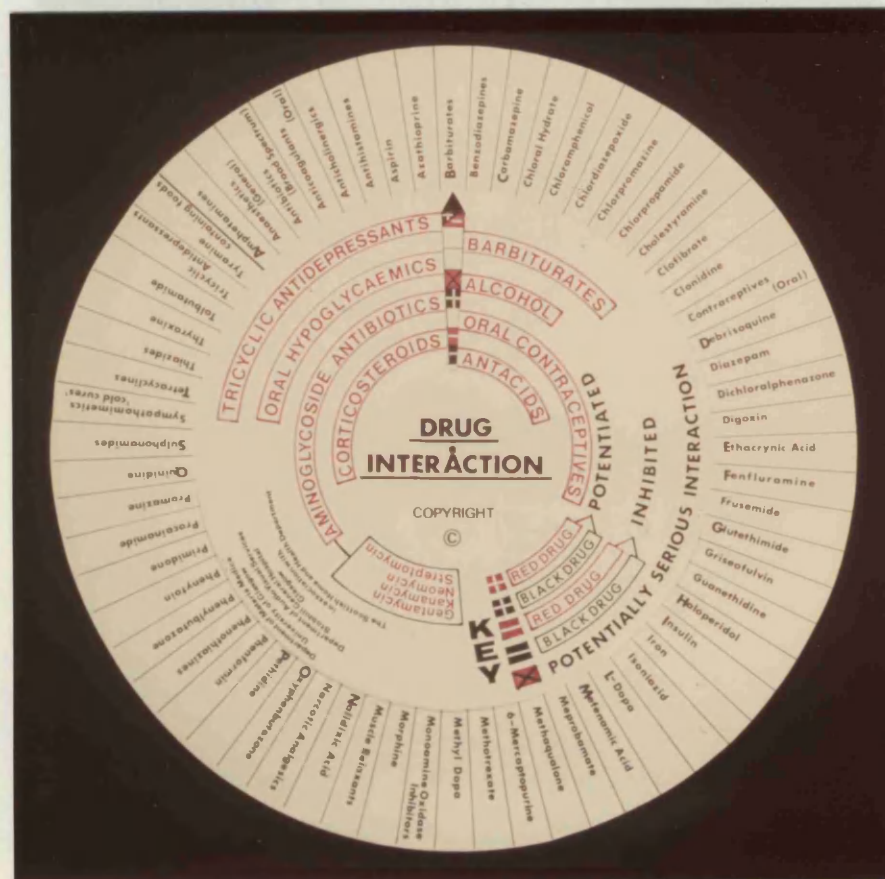 DRUG
INTERACTION
COPYRIGHT
©
TRICYCLIC ANTIDEPRESSANTS
ORAL HYPOGLYCAEMICS
AMINOGLYCOSIDE ANTIBIOTICS
CORTICOSTEROIDS
BARBITURATES
ALCOHOL
ORAL CONTRACEPTIVES
ANTACIDS
Gentamycin
Kanamycin
Neomycin
Streptomycin
KEY
RED DRUG
BLACK DRUG
POTENTIATED
RED DRUG
BLACK DRUG
INHIBITED
POTENTIALLY SERIOUS INTERACTION
Amphetamines
Anaesthetics
(General)
Antibiotics
(Broad Spectrum)
Anticoagulants (Oral)
Anticholinergics
Antihistamines
Aspirin
Azathioprine
Barbiturates
Benzodiazepines
Carbamazepine
Chloral Hydrate
Chloramphenicol
Chlordiazepoxide
Chlorpromazine
Chlorpropamide
Cholestyramine
Clofibrate
Clonidine
Contraceptives (Oral)
Debrisoquine
Diazepam
Dichloralphenazone
Digoxin
Ethacrynic Acid
Fenfluramine
Frusemide
Glutethimide
Griseofulvin
Guanethidine
Haloperidol
Insulin
Iron
Isoniazid
L-Dopa
Mefenamic Acid
Meprobamate
Methaqualone
6-Mercaptopurine
Methotrexate
Methyl Dopa
Monoamine Oxidase
Inhibitors
Morphine
Muscle Relaxants
Nalidixic Acid
Narcotic Analgesics
Oxyphenbutazone
Pethidine
Phenformin
Phenothiazines
Phenylbutazone
Phenytoin
Primidone
Procainamide
Promazine
Quinidine
Sulphonamides
Sympathomimetics
'cold cures'
Tetracyclines
Thiazides
Thyroxine
Tolbutamide
Tricyclic
Antidepressants
Tyramine
containing foods